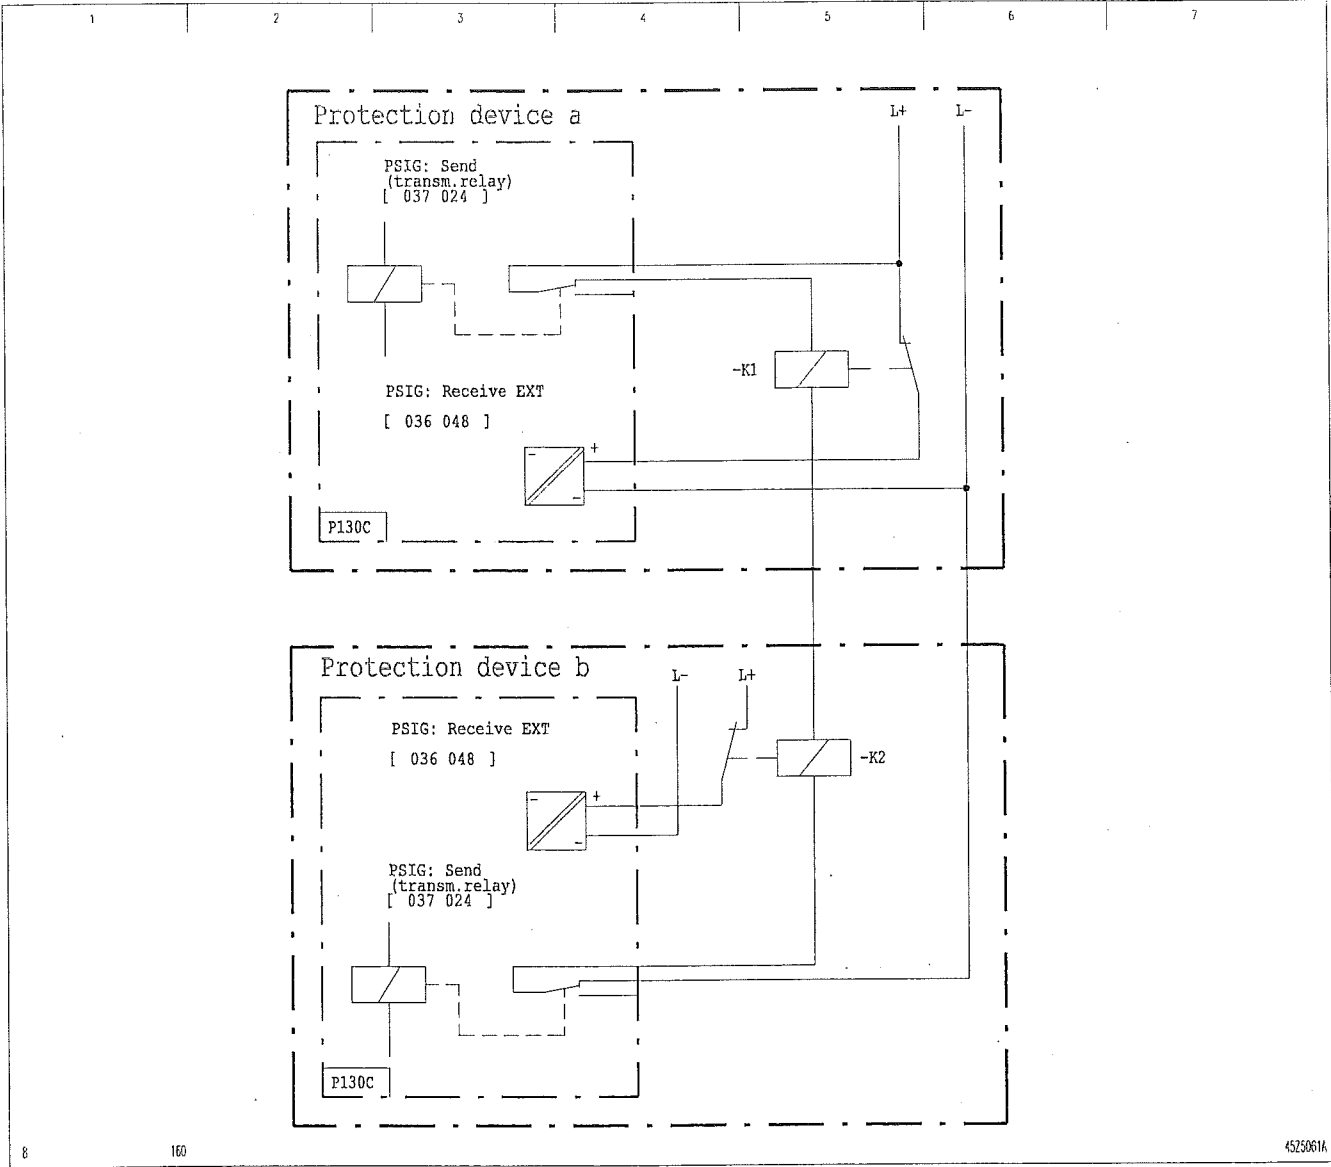 1 2 3 4 5 6 7
Protection device a
L+ L-
PSIG: Send
(transm.relay)
[ 037 024 ]
-K1
PSIG: Receive EXT
[ 036 048 ]
- +
-
P130C
Protection device b
L- L+
PSIG: Receive EXT
[ 036 048 ]
-K2
- +
-
PSIG: Send
(transm.relay)
[ 037 024 ]
P130C
8 160 45Z5061A